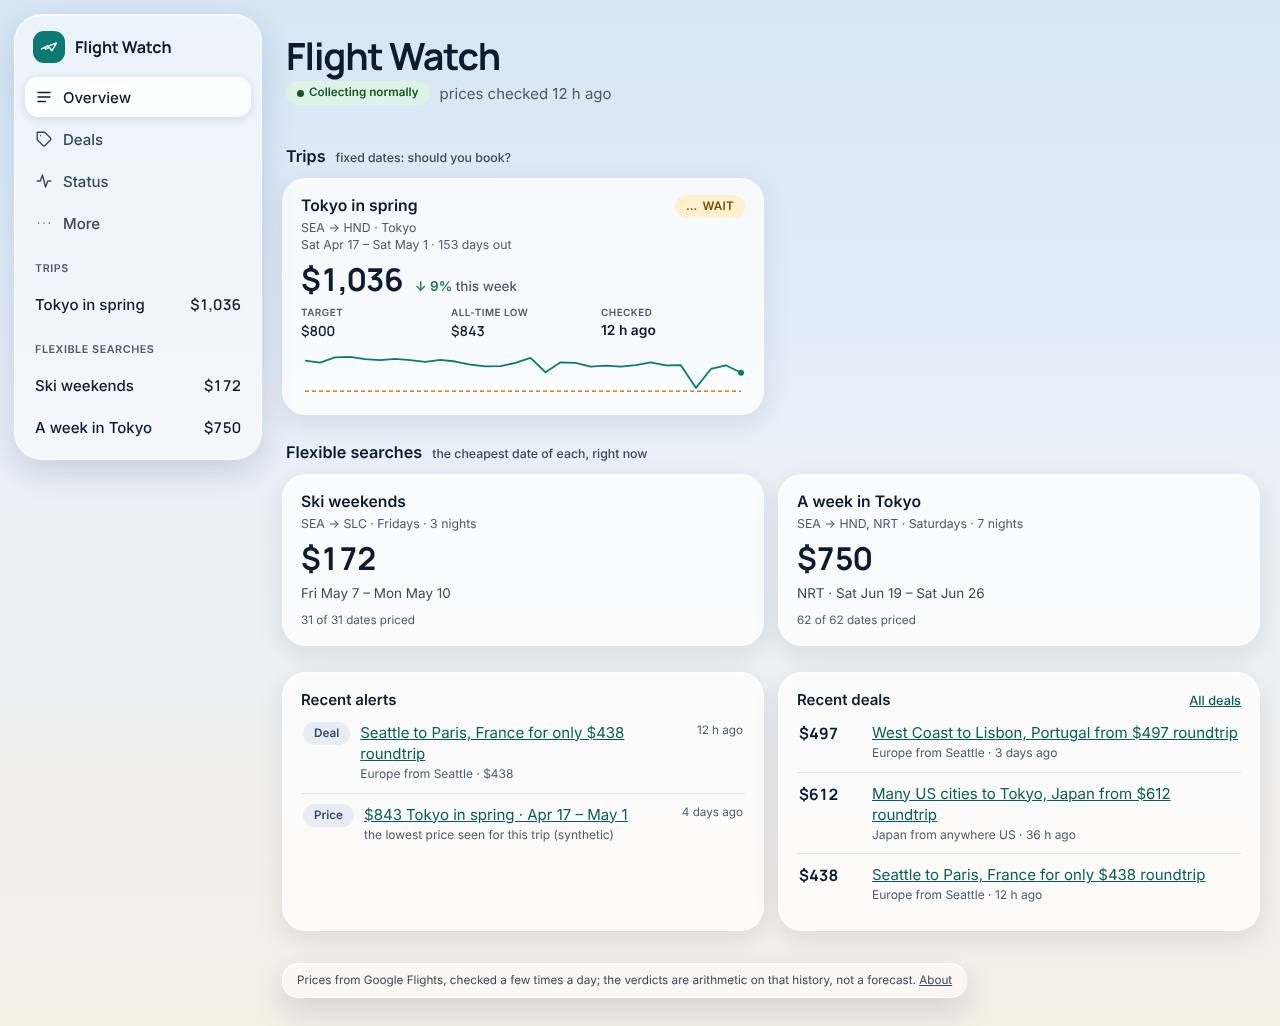 Flight Watch
Overview
Deals
Status
More
TRIPS
Tokyo in spring $1,036
FLEXIBLE SEARCHES
Ski weekends $172
A week in Tokyo $750
Flight Watch
Collecting normally prices checked 12 h ago
Trips fixed dates: should you book?
Tokyo in spring ... WAIT
SEA → HND · Tokyo
Sat Apr 17 – Sat May 1 · 153 days out
$1,036 ↓ 9% this week
TARGET ALL-TIME LOW CHECKED
$800 $843 12 h ago
Flexible searches the cheapest date of each, right now
Ski weekends
SEA → SLC · Fridays · 3 nights
$172
Fri May 7 – Mon May 10
31 of 31 dates priced
A week in Tokyo
SEA → HND, NRT · Saturdays · 7 nights
$750
NRT · Sat Jun 19 – Sat Jun 26
62 of 62 dates priced
Recent alerts
Deal Seattle to Paris, France for only $438 12 h ago
roundtrip
Europe from Seattle · $438
Price $843 Tokyo in spring · Apr 17 – May 1 4 days ago
the lowest price seen for this trip (synthetic)
Recent deals All deals
$497 West Coast to Lisbon, Portugal from $497 roundtrip
Europe from Seattle · 3 days ago
$612 Many US cities to Tokyo, Japan from $612
roundtrip
Japan from anywhere US · 36 h ago
$438 Seattle to Paris, France for only $438 roundtrip
Europe from Seattle · 12 h ago
Prices from Google Flights, checked a few times a day; the verdicts are arithmetic on that history, not a forecast. About